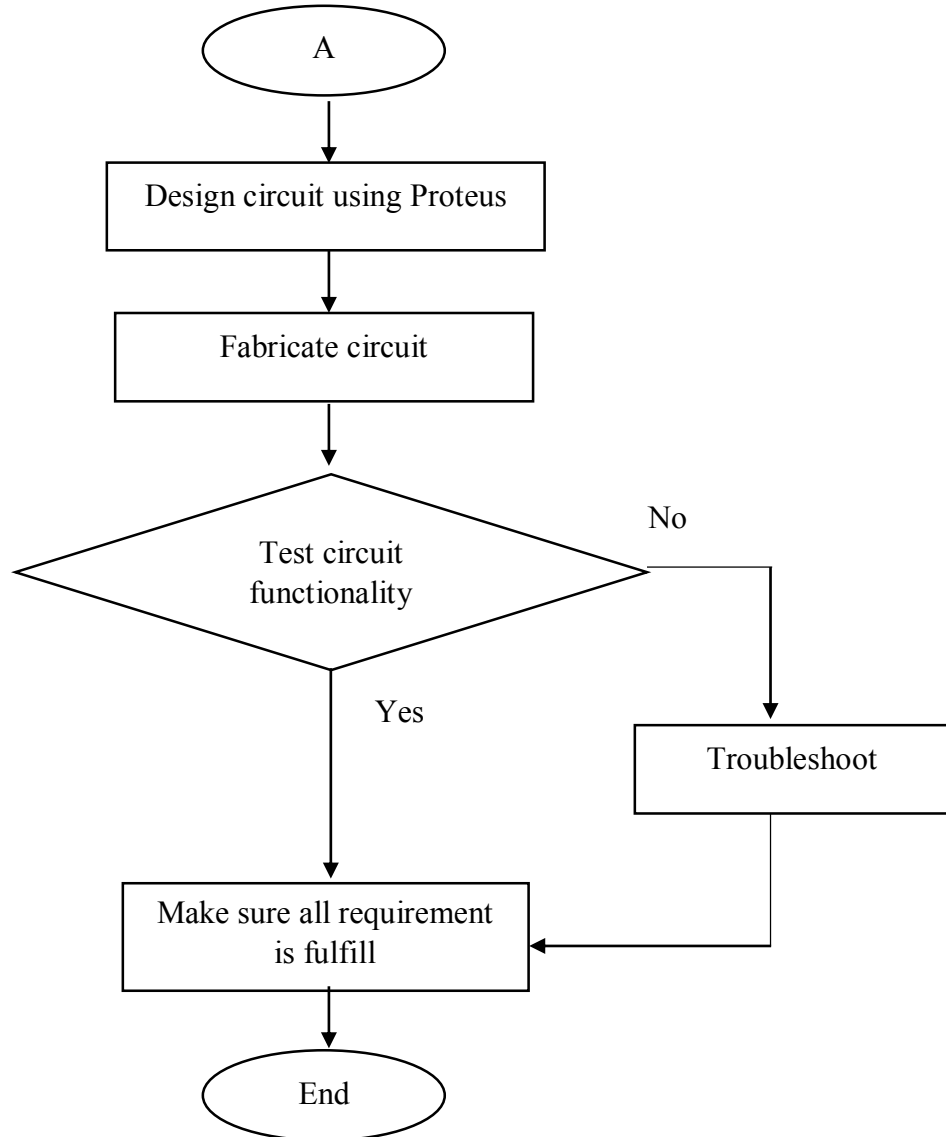 A
Design circuit using Proteus
Fabricate circuit
No
Test circuit
functionality
Yes
Troubleshoot
Make sure all requirement
is fulfill
End